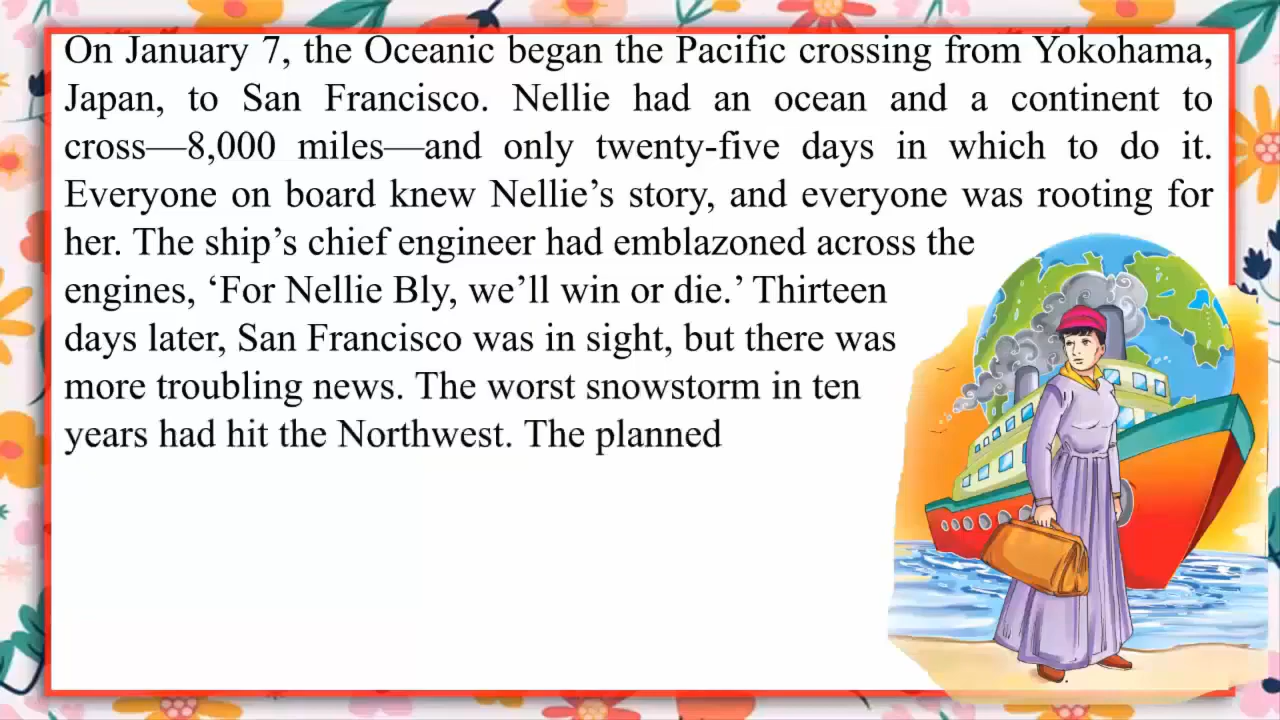 On January 7, the Oceanic began the Pacific crossing from Yokohama,
Japan, to San Francisco. Nellie had an ocean and a continent to
cross—8,000 miles—and only twenty-five days in which to do it.
Everyone on board knew Nellie’s story, and everyone was rooting for
her. The ship’s chief engineer had emblazoned across the
engines, ‘For Nellie Bly, we’ll win or die.’ Thirteen
days later, San Francisco was in sight, but there was
more troubling news. The worst snowstorm in ten
years had hit the Northwest. The planned